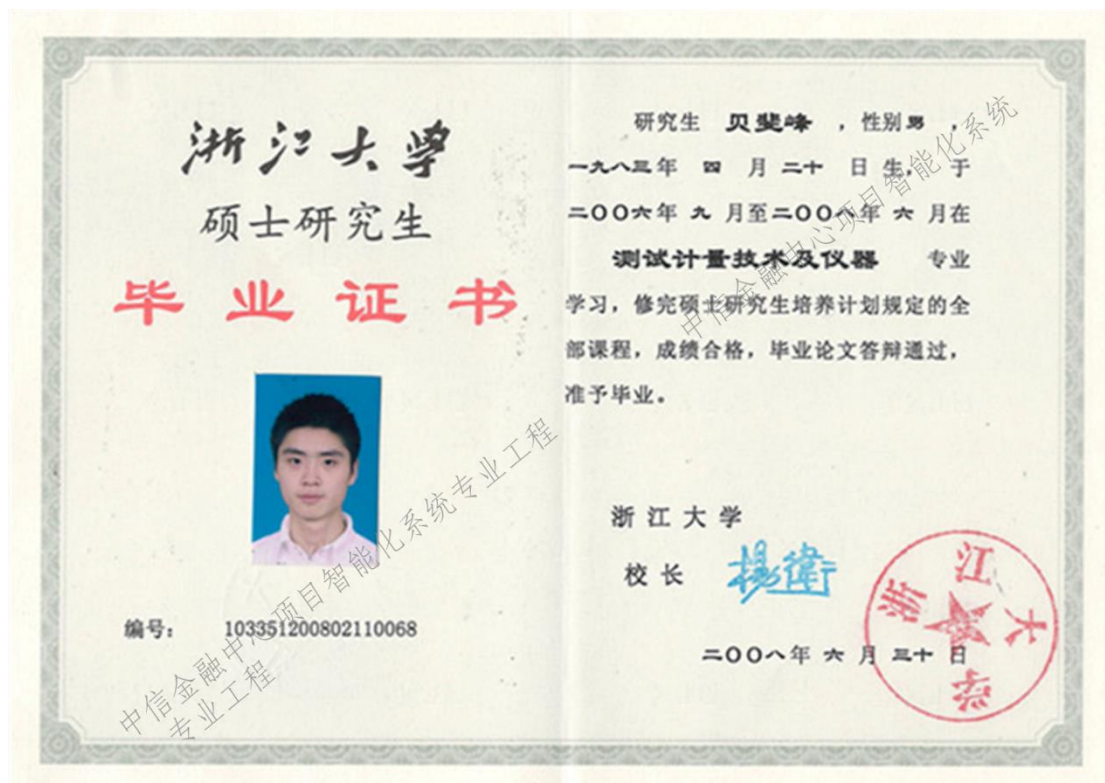 浙江大学
硕士研究生
毕业证书
编号: 103351200802110068
研究生 贝斐峰 ，性别男 ，
一九八三年 四 月 二十 日 生， 于
二〇〇六年 九 月至二〇〇八年 六 月在
测试计量技术及仪器 专业
学习，修完硕士研究生培养计划规定的全
部课程，成绩合格，毕业论文答辩通过，
准予毕业。
浙江大学
校长 楊衛
二〇〇八年 六 月 三十 日
浙江大学
中信金融中心项目智能化系统专业工程
专业工程
中信金融中心项目智能化系统